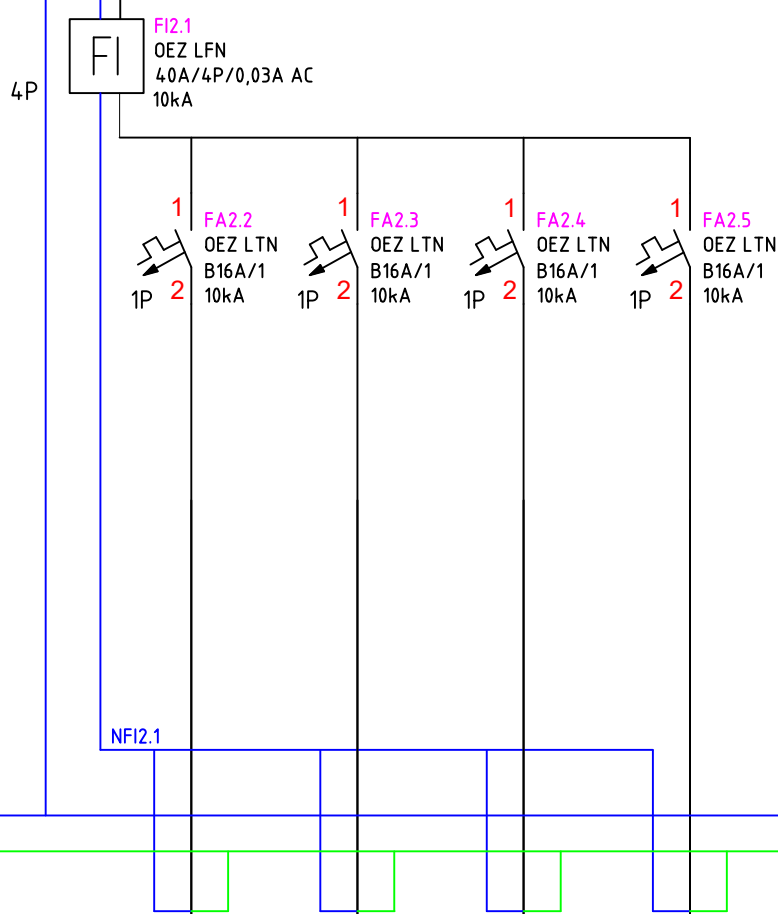 FI2.1
FI
OEZ LFN
40A/4P/0,03A AC
10kA
4P
1
FA2.2
OEZ LTN
B16A/1
10kA
1P
2
1
FA2.3
OEZ LTN
B16A/1
10kA
1P
2
1
FA2.4
OEZ LTN
B16A/1
10kA
1P
2
1
FA2.5
OEZ LTN
B16A/1
10kA
1P
2
NFI2.1